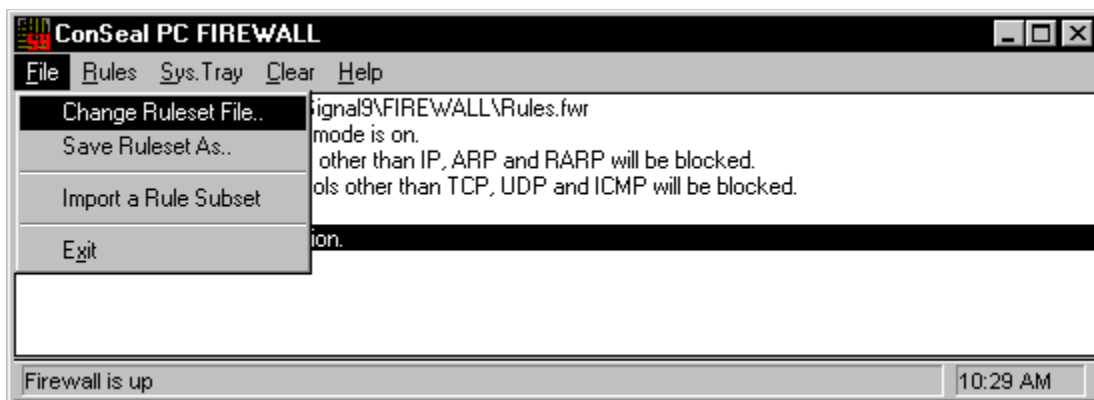 ConSeal PC FIREWALL
File Rules Sys.Tray Clear Help
Change Ruleset File..
Save Ruleset As..
Import a Rule Subset
Exit
ignal9\FIREWALL\Rules.fwr
mode is on.
other than IP, ARP and RARP will be blocked.
ols other than TCP, UDP and ICMP will be blocked.
ion.
Firewall is up
10:29 AM